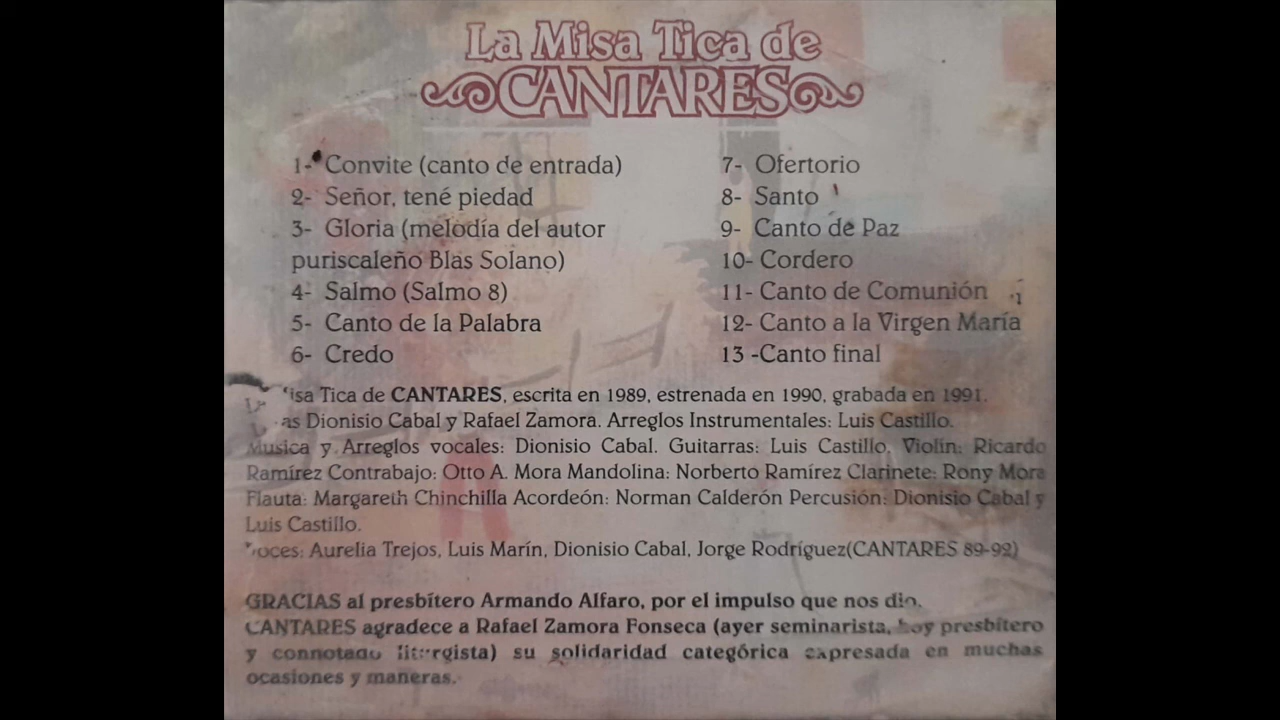 La Misa Tica de
CANTARES
1- Convite (canto de entrada)
2- Señor, tené piedad
3- Gloria (melodía del autor
puriscaleño Blas Solano)
4- Salmo (Salmo 8)
5- Canto de la Palabra
6- Credo
7- Ofertorio
8- Santo
9- Canto de Paz
10- Cordero
11- Canto de Comunión
12- Canto a la Virgen María
13 -Canto final
Misa Tica de CANTARES, escrita en 1989, estrenada en 1990, grabada en 1991.
Dionisio Cabal y Rafael Zamora. Arreglos Instrumentales: Luis Castillo.
Musica y Arreglos vocales: Dionisio Cabal. Guitarras: Luis Castillo. Violín: Ricardo
Ramírez Contrabajo: Otto A. Mora Mandolina: Norberto Ramírez Clarinete: Rony Mora
Flauta: Margareth Chinchilla Acordeón: Norman Calderón Percusión: Dionisio Cabal y
Luis Castillo.
Voces: Aurelia Trejos, Luis Marín, Dionisio Cabal, Jorge Rodríguez(CANTARES 89-92)
GRACIAS al presbítero Armando Alfaro, por el impulso que nos dio.
CANTARES agradece a Rafael Zamora Fonseca (ayer seminarista, hoy presbítero
y connotado liturgista) su solidaridad categórica expresada en muchas
ocasiones y maneras.